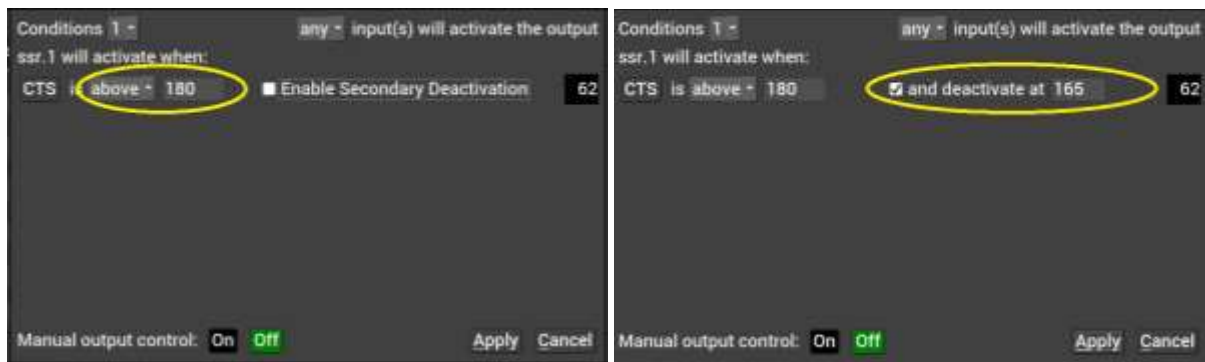 Conditions 1 any input(s) will activate the output
ssr.1 will activate when:
CTS is above 180 Enable Secondary Deactivation 62
Manual output control: On Off Apply Cancel
Conditions 1 any input(s) will activate the output
ssr.1 will activate when:
CTS is above 180 and deactivate at 165 62
Manual output control: On Off Apply Cancel